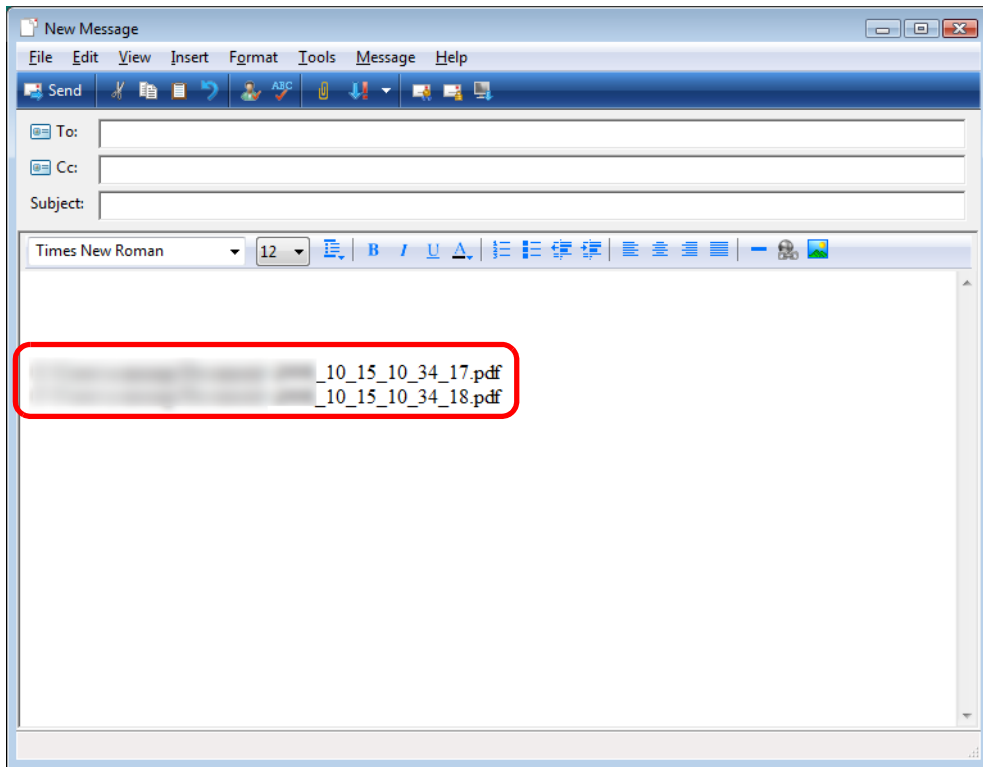 New Message
File Edit View Insert Format Tools Message Help
Send ABC
To:
Cc:
Subject:
Times New Roman 12 B I U A
_10_15_10_34_17.pdf
_10_15_10_34_18.pdf